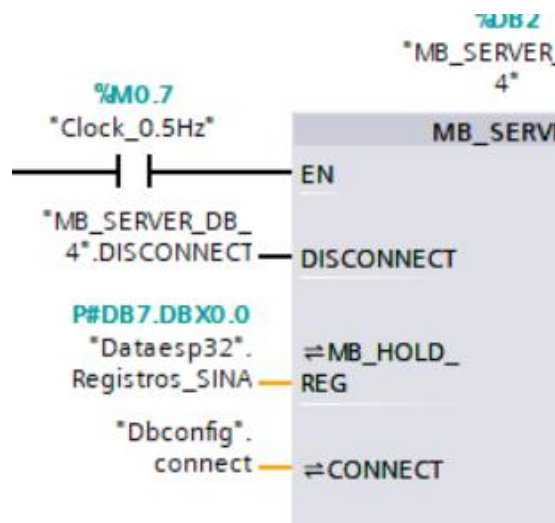 %DB2
"MB_SERVER_
4"
%M0.7
"Clock_0.5Hz"
MB_SERV
EN
"MB_SERVER_DB_
4".DISCONNECT
DISCONNECT
P#DB7.DBX0.0
"Dataesp32".
Registros_SINA
⇌MB_HOLD_
REG
"Dbconfig".
connect
⇌CONNECT